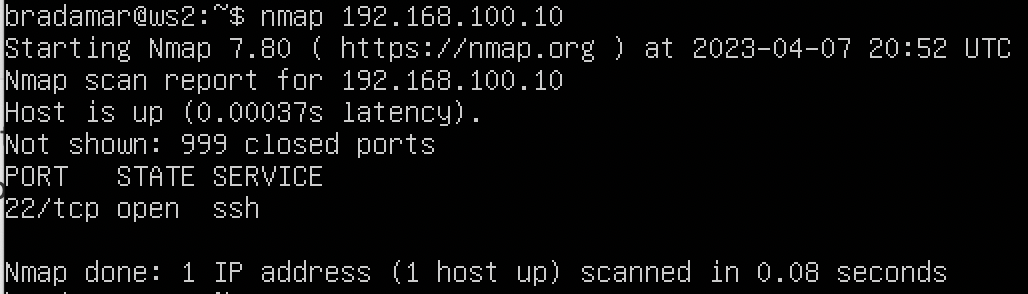 bradamar@ws2:~$ nmap 192.168.100.10
Starting Nmap 7.80 ( https://nmap.org ) at 2023-04-07 20:52 UTC
Nmap scan report for 192.168.100.10
Host is up (0.00037s latency).
Not shown: 999 closed ports
PORT   STATE SERVICE
22/tcp open  ssh

Nmap done: 1 IP address (1 host up) scanned in 0.08 seconds